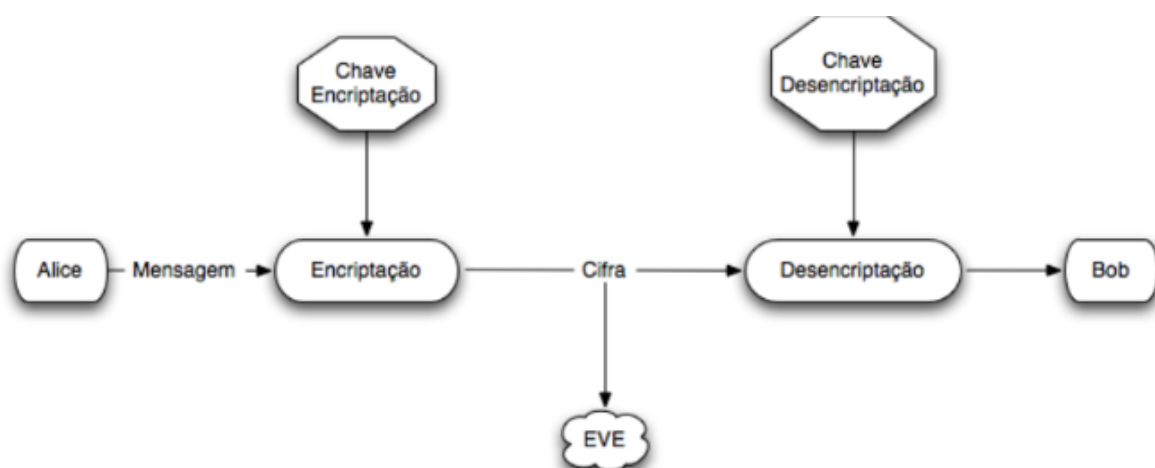 Chave
Encriptação
Chave
Desencriptação
Alice
Mensagem
Encriptação
Cifra
Desencriptação
Bob
EVE